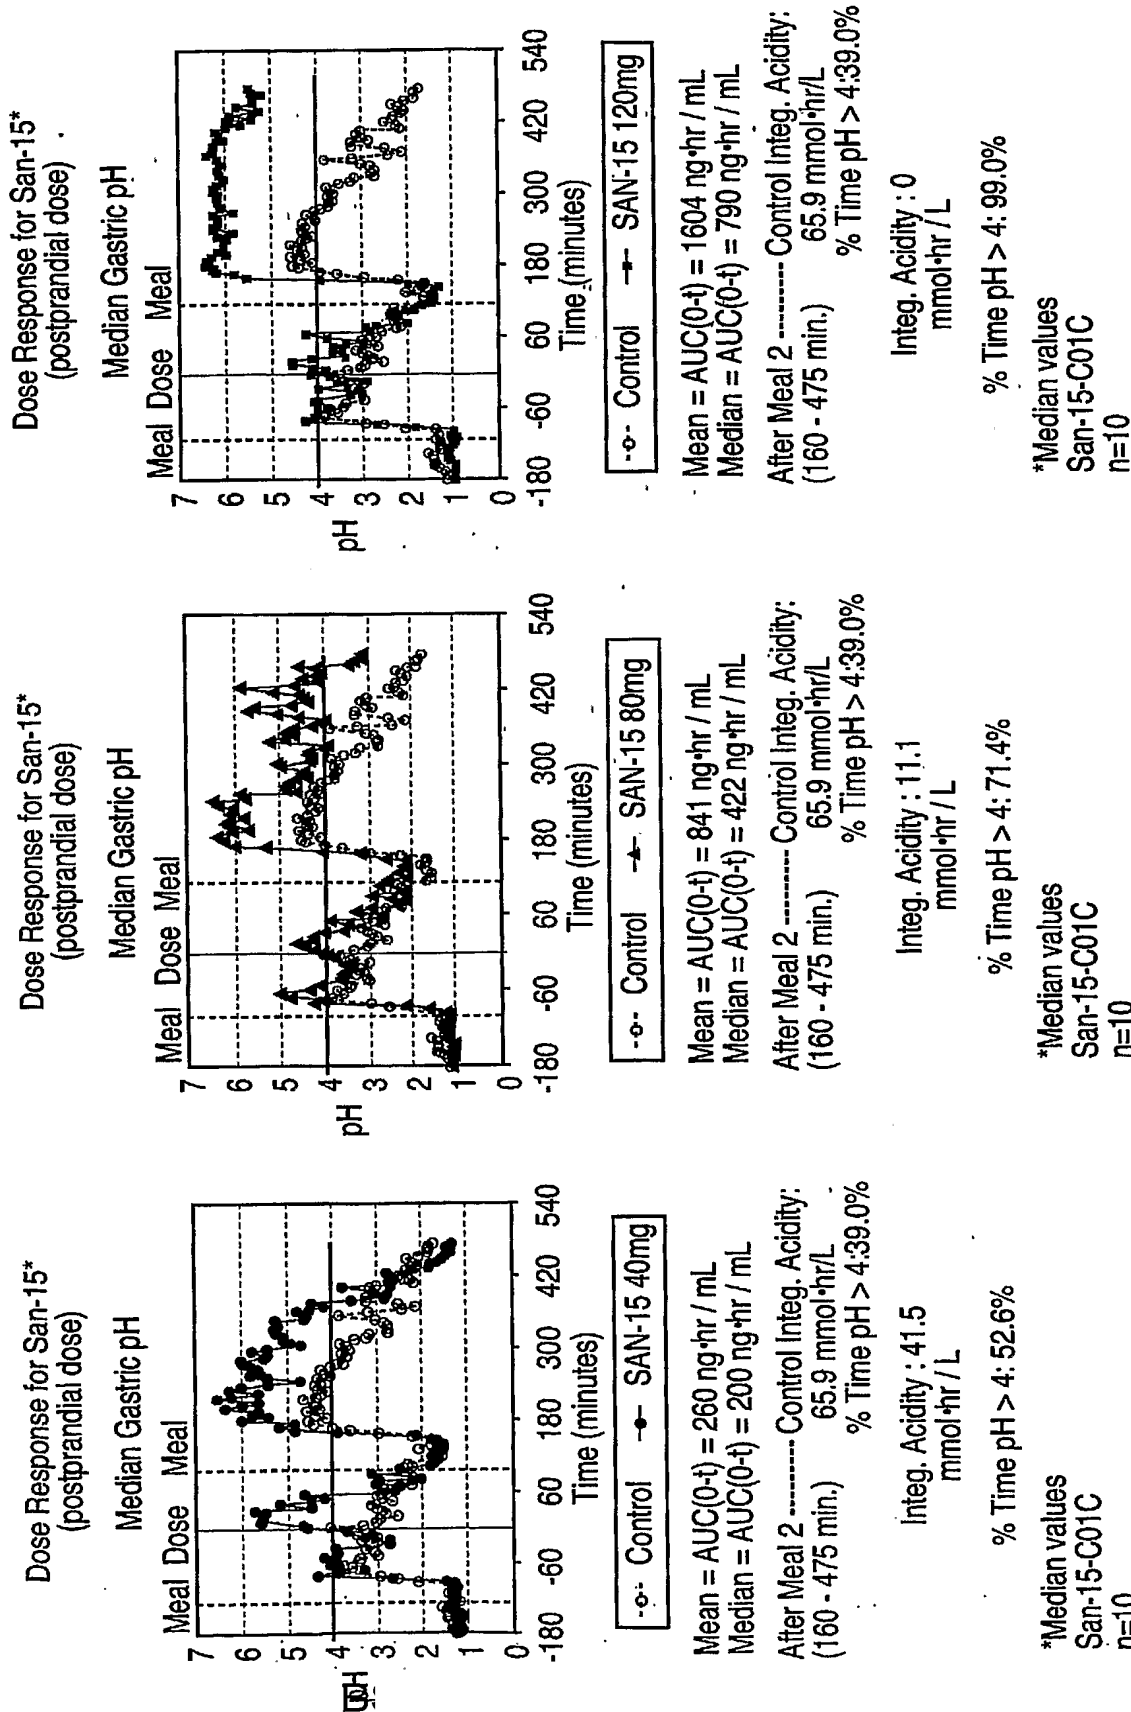 Dose Response for San-15*
(postprandial dose)
Median Gastric pH
Meal Dose Meal
7
6
5
4
3
2
1
0
pH
-180 -60 60 180 300 420 540
Time (minutes)
Control SAN-15 40mg
Mean = AUC(0-t) = 260 ng·hr / mL
Median = AUC(0-t) = 200 ng·hr / mL
After Meal 2 --------- Control Integ. Acidity:
(160 - 475 min.) 65.9 mmol·hr/L
% Time pH > 4:39.0%
Integ. Acidity : 41.5
mmol·hr / L
% Time pH > 4: 52.6%
*Median values
San-15-C01C
n=10
Dose Response for San-15*
(postprandial dose)
Median Gastric pH
Meal Dose Meal
7
6
5
4
3
2
1
0
pH
-180 -60 60 180 300 420 540
Time (minutes)
Control SAN-15 80mg
Mean = AUC(0-t) = 841 ng·hr / mL
Median = AUC(0-t) = 422 ng·hr / mL
After Meal 2 --------- Control Integ. Acidity:
(160 - 475 min.) 65.9 mmol·hr/L
% Time pH > 4:39.0%
Integ. Acidity : 11.1
mmol·hr / L
% Time pH > 4: 71.4%
*Median values
San-15-C01C
n=10
Dose Response for San-15*
(postprandial dose)
Median Gastric pH
Meal Dose Meal
7
6
5
4
3
2
1
0
pH
-180 -60 60 180 300 420 540
Time (minutes)
Control SAN-15 120mg
Mean = AUC(0-t) = 1604 ng·hr / mL
Median = AUC(0-t) = 790 ng·hr / mL
After Meal 2 -------- Control Integ. Acidity:
(160 - 475 min.) 65.9 mmol·hr/L
% Time pH > 4:39.0%
Integ. Acidity : 0
mmol·hr / L
% Time pH > 4: 99.0%
*Median values
San-15-C01C
n=10